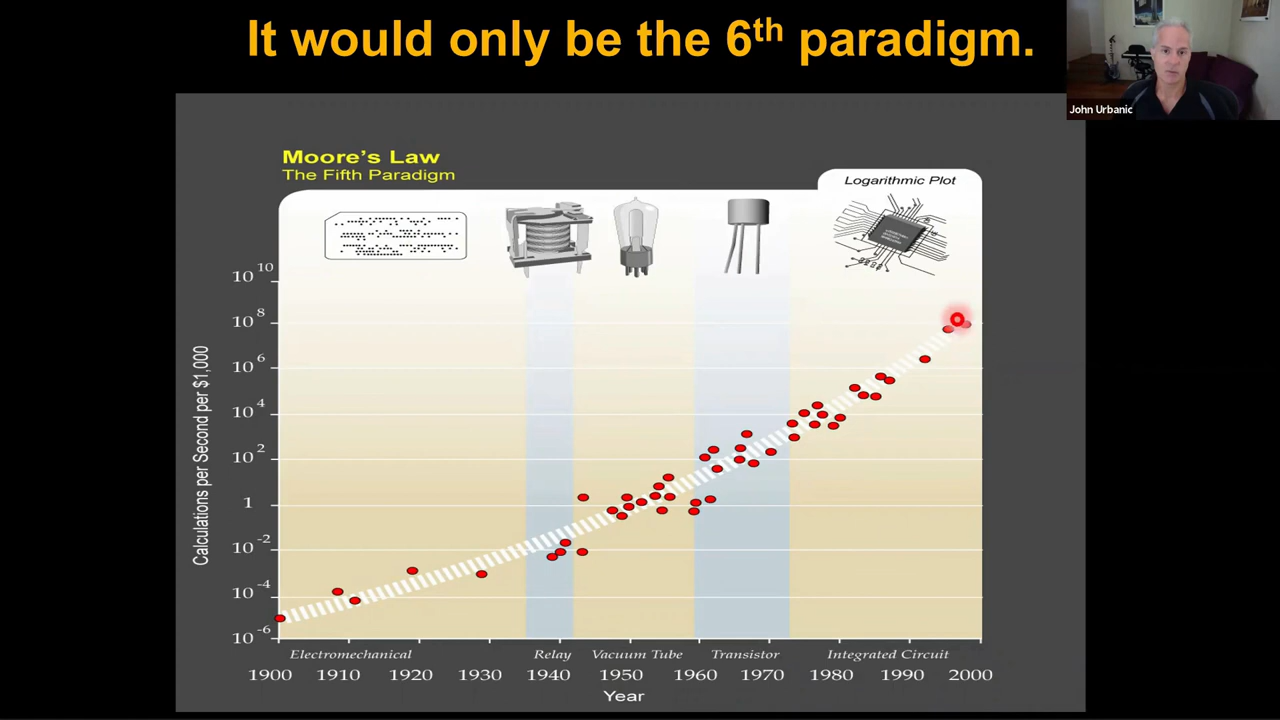 It would only be the 6th paradigm.
John Urbanic
Moore's Law
The Fifth Paradigm
Logarithmic Plot
10 10
10 8
10 6
10 4
10 2
1
10 -2
10 -4
10 -6
Calculations per Second per $1,000
Electromechanical Relay Vacuum Tube Transistor Integrated Circuit
1900 1910 1920 1930 1940 1950 1960 1970 1980 1990 2000
Year